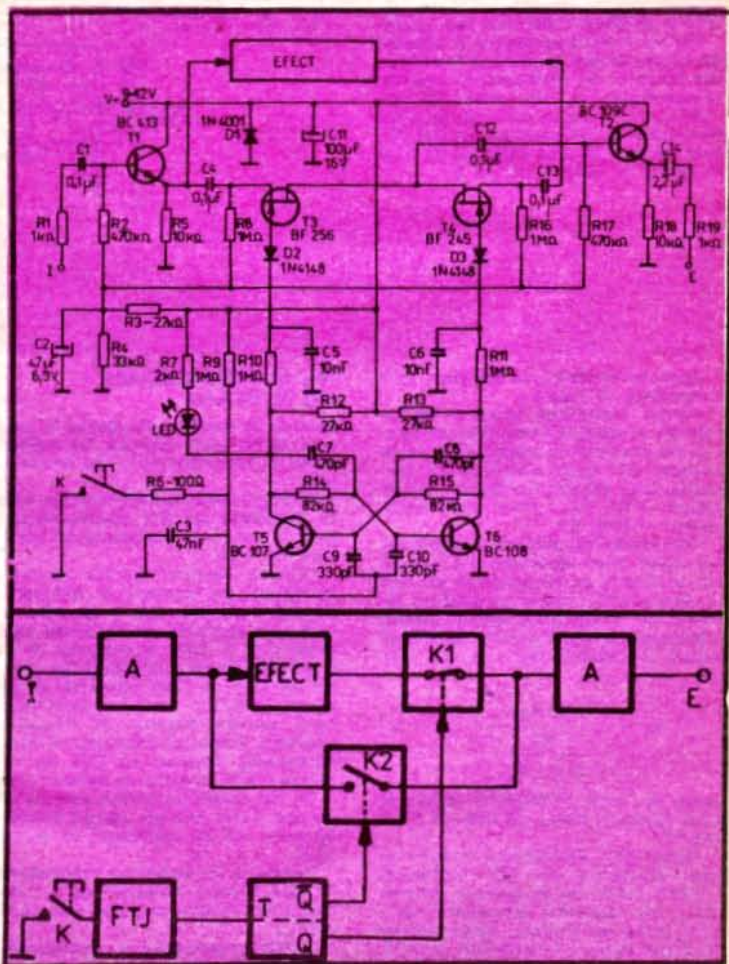 EFECT
V+ 9-12V
BC 413
T1
1N4001
D1
C11
100µF
16V
C12
0,1µF
BC 109C
T2
C1
0,1µF
C4
0,1µF
C13
0,1µF
C14
2,2µF
R1
1kΩ
R2
470kΩ
R5
10kΩ
R8
1MΩ
T3
BF 256
T4
BF 245
R16
1MΩ
R17
470kΩ
R18
10kΩ
R19
1kΩ
I
D2
1N4148
D3
1N4148
E
C2
47µF
6,3V
R3-27kΩ
R4
33kΩ
R7
2kΩ
R9
1MΩ
R10
1MΩ
C5
10nF
C6
10nF
R11
1MΩ
LED
R12
27kΩ
R13
27kΩ
C7
470pF
C8
470pF
K
R6-100Ω
R14
82kΩ
R15
82kΩ
C3
47nF
T5
BC 107
C9
330pF
C10
330pF
T6
BC 108
I
A
EFECT
K1
A
E
K2
K
FTJ
T
Q̅
Q